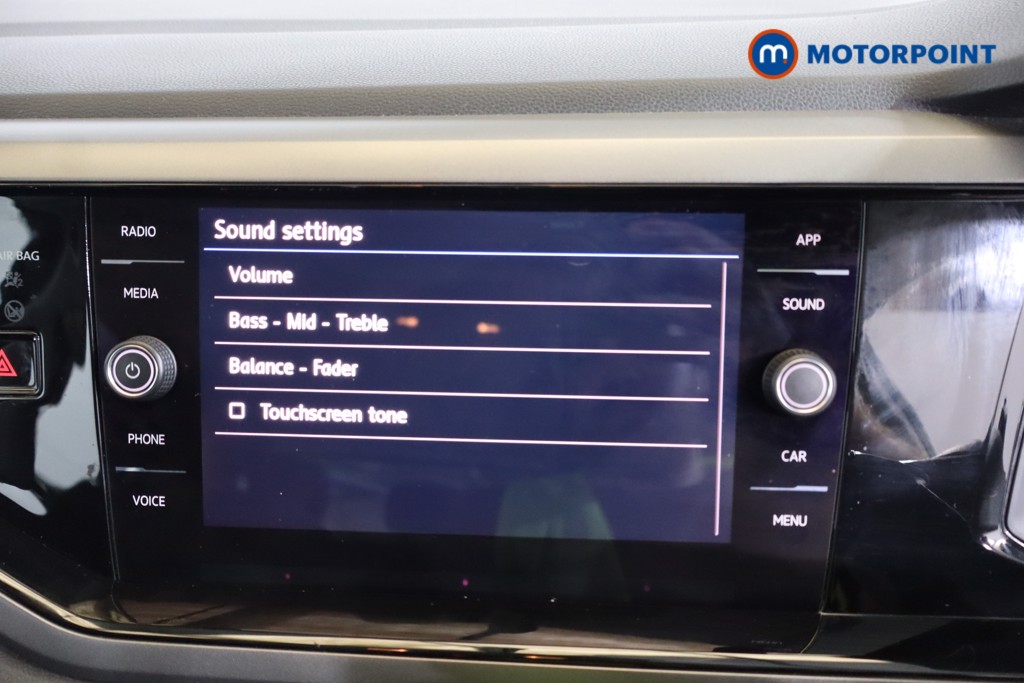 MOTORPOINT
RADIO
MEDIA
PHONE
VOICE
Sound settings
Volume
Bass - Mid - Treble
Balance - Fader
Touchscreen tone
APP
SOUND
CAR
MENU
AIR BAG